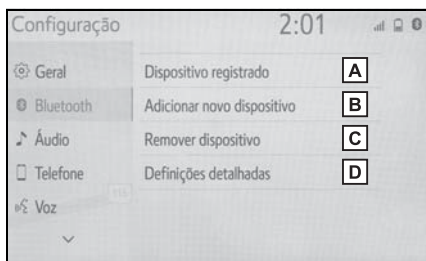 Configuração 2:01
Geral
Dispositivo registrado A
Bluetooth
Adicionar novo dispositivo B
Áudio
Remover dispositivo C
Telefone
Definições detalhadas D
Voz